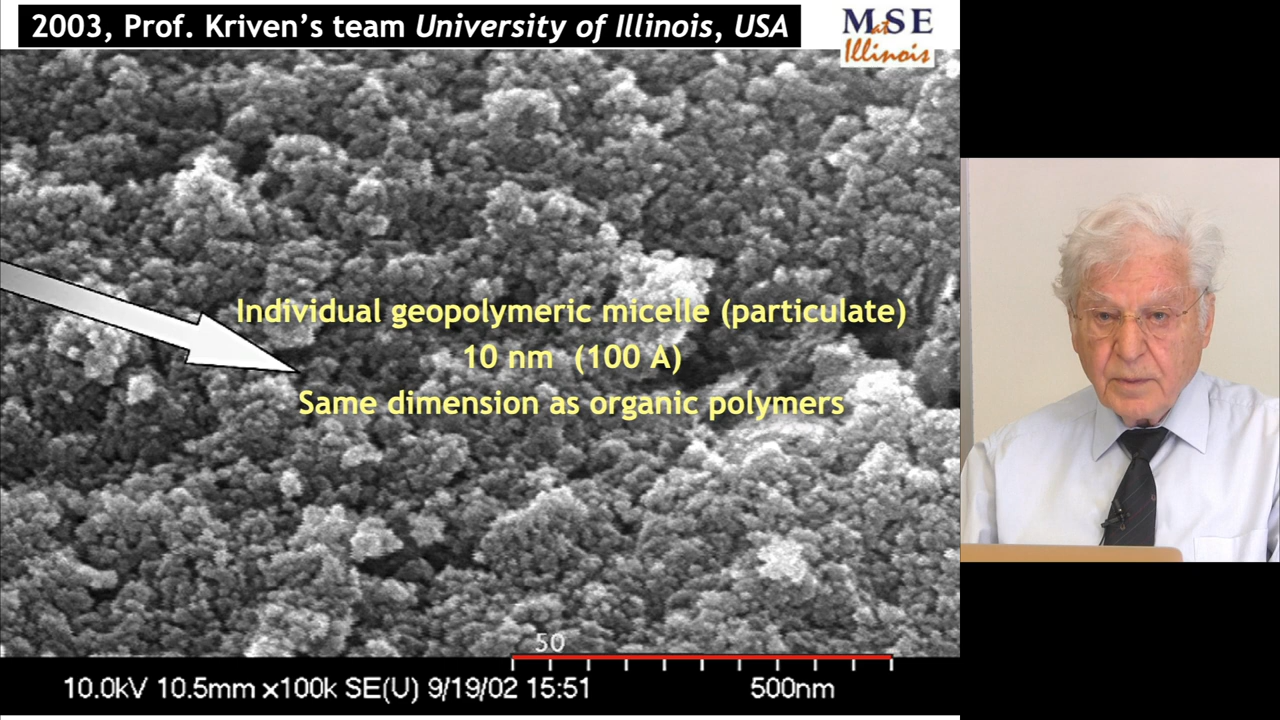 2003, Prof. Kriven's team University of Illinois, USA
MatSE
Illinois
Individual geopolymeric micelle (particulate)
10 nm (100 A)
Same dimension as organic polymers
50
10.0kV 10.5mm x100k SE(U) 9/19/02 15:51
500nm